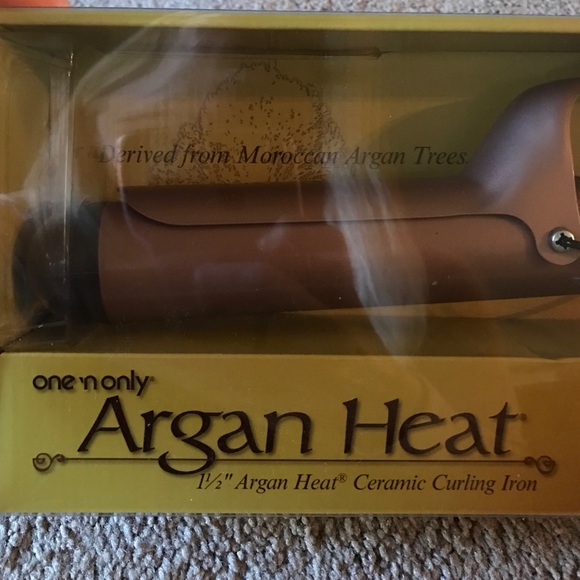 Derived from Moroccan Argan Trees.
one 'n only®
Argan Heat®
1½" Argan Heat® Ceramic Curling Iron